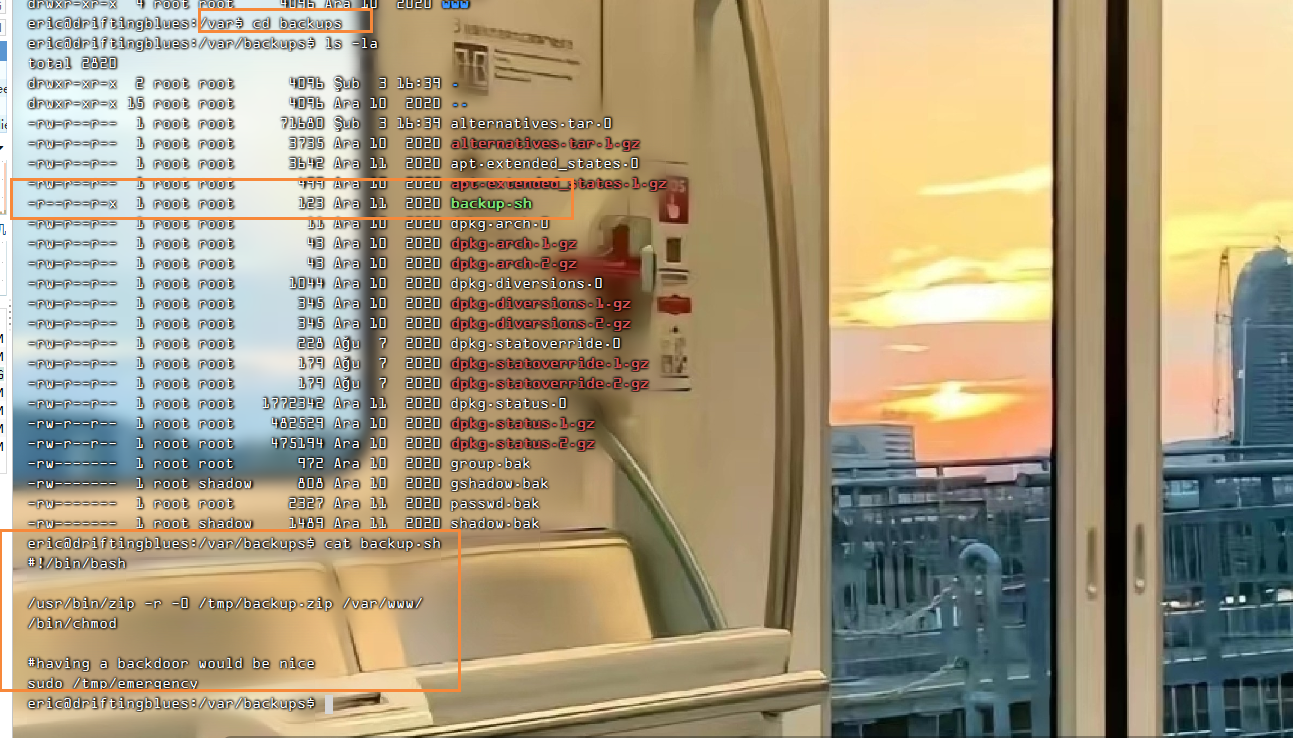 drwxr-xr-x  4 root root     4096 Ara 10  2020 www
eric@driftingblues:/var$ cd backups
eric@driftingblues:/var/backups$ ls -la
total 2820
drwxr-xr-x  2 root root      4096 Şub  3 16:39 .
drwxr-xr-x 15 root root      4096 Ara 10  2020 ..
-rw-r--r--  1 root root     71680 Şub  3 16:39 alternatives.tar.0
-rw-r--r--  1 root root      3735 Ara 10  2020 alternatives.tar.1.gz
-rw-r--r--  1 root root      3642 Ara 11  2020 apt.extended_states.0
-rw-r--r--  1 root root       499 Ara 10  2020 apt.extended_states.1.gz
-r--r--r-x  1 root root       123 Ara 11  2020 backup.sh
-rw-r--r--  1 root root        11 Ara 11  2020 dpkg.arch.0
-rw-r--r--  1 root root        43 Ara 10  2020 dpkg.arch.1.gz
-rw-r--r--  1 root root        43 Ara 10  2020 dpkg.arch.2.gz
-rw-r--r--  1 root root      1044 Ara 10  2020 dpkg.diversions.0
-rw-r--r--  1 root root       345 Ara 10  2020 dpkg.diversions.1.gz
-rw-r--r--  1 root root       345 Ara 10  2020 dpkg.diversions.2.gz
-rw-r--r--  1 root root       228 Ağu  7  2020 dpkg.statoverride.0
-rw-r--r--  1 root root       179 Ağu  7  2020 dpkg.statoverride.1.gz
-rw-r--r--  1 root root       179 Ağu  7  2020 dpkg.statoverride.2.gz
-rw-r--r--  1 root root   1772342 Ara 11  2020 dpkg.status.0
-rw-r--r--  1 root root    482529 Ara 11  2020 dpkg.status.1.gz
-rw-r--r--  1 root root    475194 Ara 10  2020 dpkg.status.2.gz
-rw-------  1 root root       972 Ara 10  2020 group.bak
-rw-------  1 root shadow     808 Ara 10  2020 gshadow.bak
-rw-------  1 root root      2327 Ara 11  2020 passwd.bak
-rw-------  1 root shadow    1489 Ara 11  2020 shadow.bak
eric@driftingblues:/var/backups$ cat backup.sh
#!/bin/bash
/usr/bin/zip -r -0 /tmp/backup.zip /var/www/
/bin/chmod
#having a backdoor would be nice
sudo /tmp/emergency
eric@driftingblues:/var/backups$